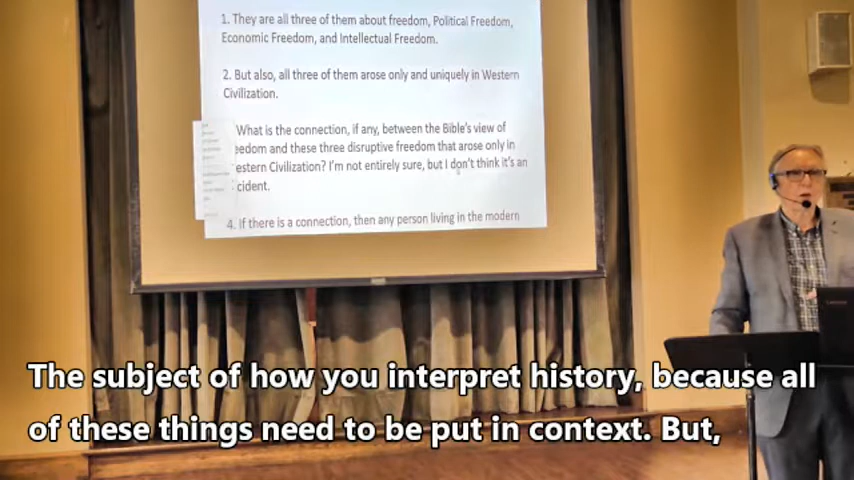 1. They are all three of them about freedom, Political Freedom,
Economic Freedom, and Intellectual Freedom.
2. But also, all three of them arose only and uniquely in Western
Civilization.
What is the connection, if any, between the Bible's view of
eedom and these three disruptive freedom that arose only in
estern Civilization? I'm not entirely sure, but I don't think it's an
cident.
4. If there is a connection, then any person living in the modern
The subject of how you interpret history, because all
of these things need to be put in context. But,